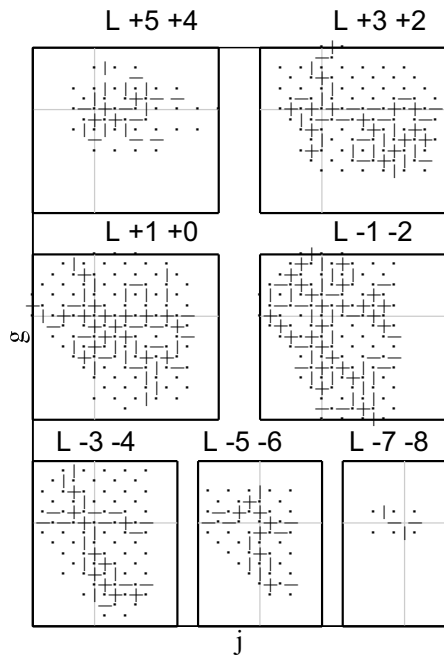 L +5 +4
L +3 +2
L +1 +0
L -1 -2
g
L -3 -4
L -5 -6
L -7 -8
j